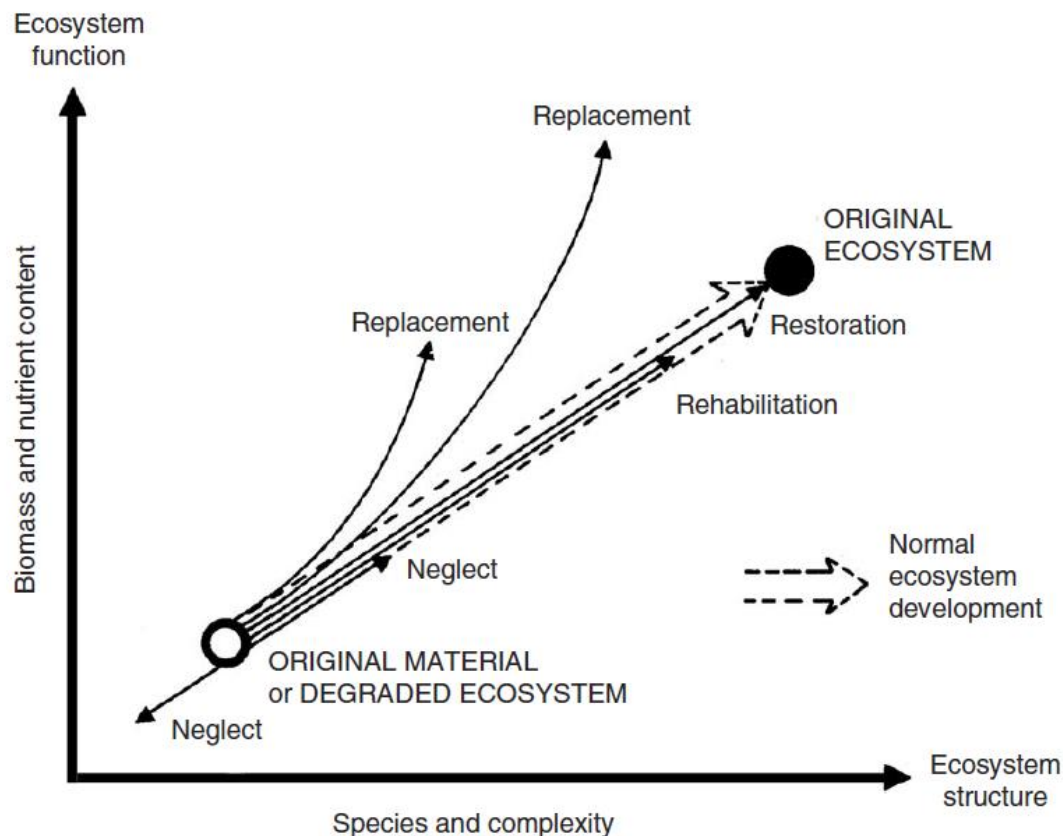 Ecosystem
function
Replacement
ORIGINAL
ECOSYSTEM
Replacement
Restoration
Rehabilitation
Biomass and nutrient content
Neglect
Normal
ecosystem
development
ORIGINAL MATERIAL
or DEGRADED ECOSYSTEM
Neglect
Ecosystem
structure
Species and complexity